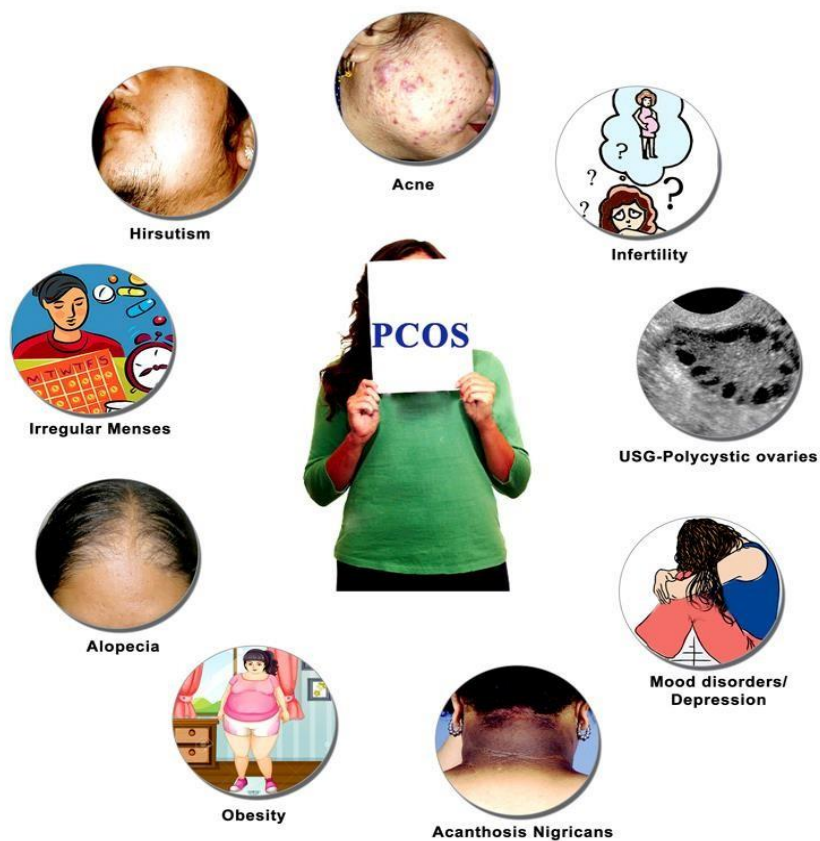 Acne
Hirsutism
Infertility
PCOS
M T W T F S
Irregular Menses
USG-Polycystic ovaries
Alopecia
Mood disorders/
Depression
Obesity
Acanthosis Nigricans
? ? ? ?